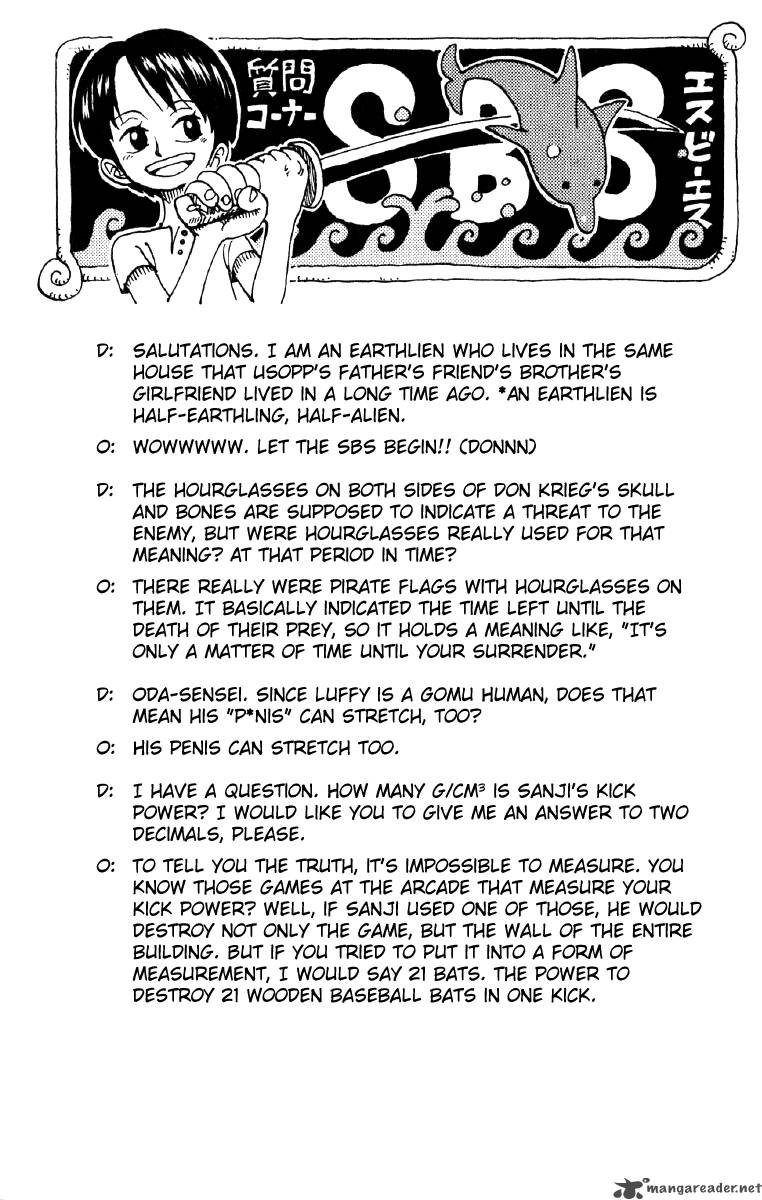 質問
コーナー
SBS
エスビーエス
D: SALUTATIONS. I AM AN EARTHLIEN WHO LIVES IN THE SAME
HOUSE THAT USOPP'S FATHER'S FRIEND'S BROTHER'S
GIRLFRIEND LIVED IN A LONG TIME AGO. *AN EARTHLIEN IS
HALF-EARTHLING, HALF-ALIEN.
O: WOWWWWW. LET THE SBS BEGIN!! (DONNN)
D: THE HOURGLASSES ON BOTH SIDES OF DON KRIEG'S SKULL
AND BONES ARE SUPPOSED TO INDICATE A THREAT TO THE
ENEMY, BUT WERE HOURGLASSES REALLY USED FOR THAT
MEANING? AT THAT PERIOD IN TIME?
O: THERE REALLY WERE PIRATE FLAGS WITH HOURGLASSES ON
THEM. IT BASICALLY INDICATED THE TIME LEFT UNTIL THE
DEATH OF THEIR PREY, SO IT HOLDS A MEANING LIKE, "IT'S
ONLY A MATTER OF TIME UNTIL YOUR SURRENDER."
D: ODA-SENSEI. SINCE LUFFY IS A GOMU HUMAN, DOES THAT
MEAN HIS "P*NIS" CAN STRETCH, TOO?
O: HIS PENIS CAN STRETCH TOO.
D: I HAVE A QUESTION. HOW MANY G/CM³ IS SANJI'S KICK
POWER? I WOULD LIKE YOU TO GIVE ME AN ANSWER TO TWO
DECIMALS, PLEASE.
O: TO TELL YOU THE TRUTH, IT'S IMPOSSIBLE TO MEASURE. YOU
KNOW THOSE GAMES AT THE ARCADE THAT MEASURE YOUR
KICK POWER? WELL, IF SANJI USED ONE OF THOSE, HE WOULD
DESTROY NOT ONLY THE GAME, BUT THE WALL OF THE ENTIRE
BUILDING. BUT IF YOU TRIED TO PUT IT INTO A FORM OF
MEASUREMENT, I WOULD SAY 21 BATS. THE POWER TO
DESTROY 21 WOODEN BASEBALL BATS IN ONE KICK.
mangareader.net